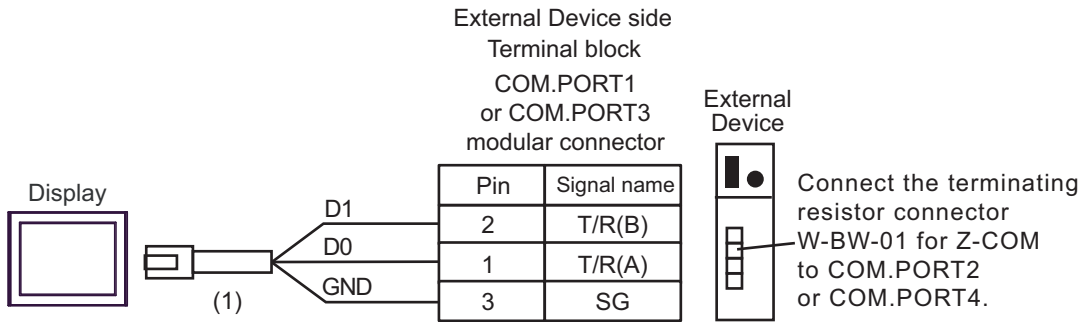 External Device side
Terminal block
COM.PORT1
or COM.PORT3
modular connector
External
Device
Display
Pin Signal name
D1 2 T/R(B)
D0 1 T/R(A)
GND 3 SG
(1)
Connect the terminating
resistor connector
W-BW-01 for Z-COM
to COM.PORT2
or COM.PORT4.